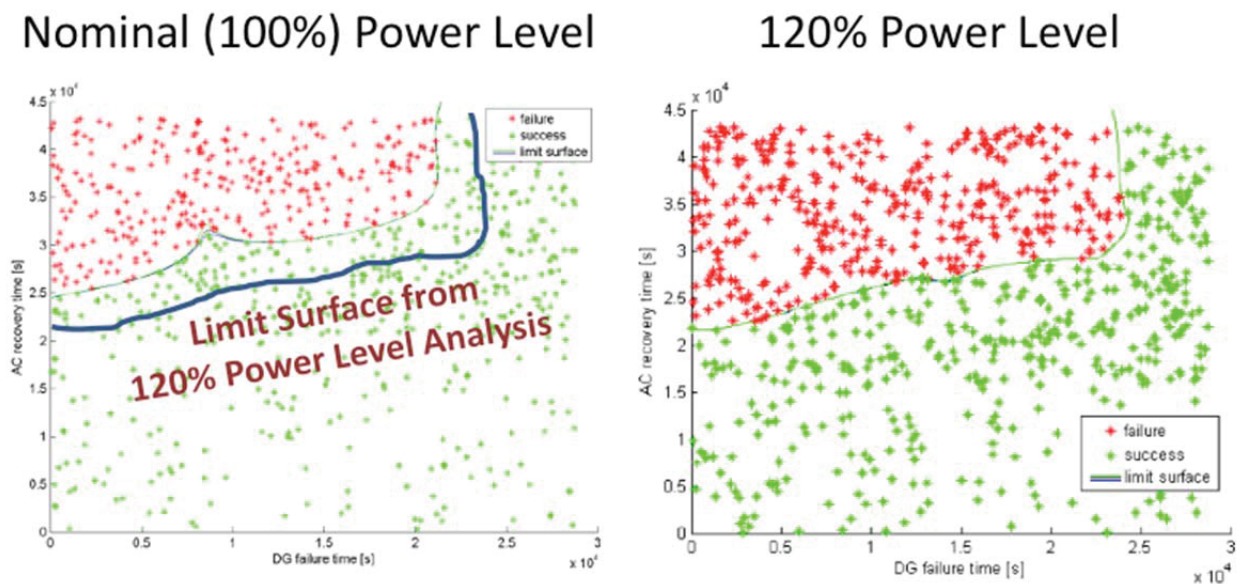 Nominal (100%) Power Level
x 10⁴
4.5
4
3.5
3
2.5
2
1.5
1
0.5
0
AC recovery time [s]
failure
success
limit surface
Limit Surface from
120% Power Level Analysis
0.5
1
1.5
2
2.5
3
DG failure time [s]
x 10⁴
120% Power Level
x 10⁴
4.5
4
3.5
3
2.5
2
1.5
1
0.5
0
AC recovery time [s]
failure
success
limit surface
0
0.5
1
1.5
2
2.5
3
DG failure time [s]
x 10⁴